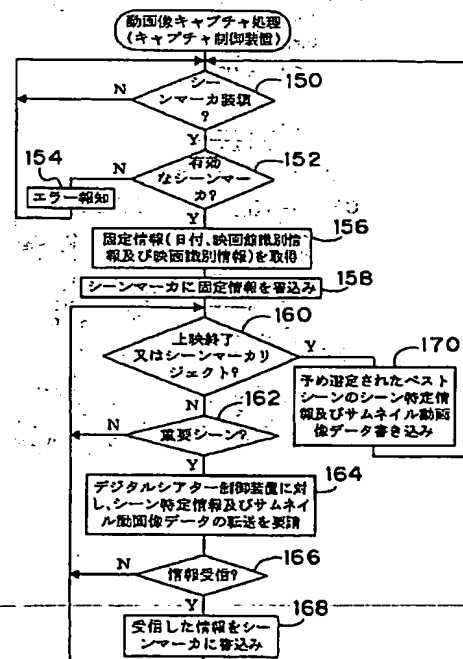 動画像キャプチャ処理
(キャプチャ制御装置)
シー
ンマーカ装填
?
150
N
Y
有効
なシーンマー
カ?
152
N
154
エラー報知
Y
固定情報(日付、映画館識別情
報及び映画識別情報)を取得
156
シーンマーカに固定情報を書込み
158
160
上映終了
又はシーンマーカリ
ジェクト?
Y
170
予め選定されたベスト
シーンのシーン特定情
報及びサムネイル動画
像データ書き込み
N
162
重要シーン?
N
Y
デジタルシアター制御装置に対
し、シーン特定情報及びサムネイ
ル動画像データの転送を要請
164
166
情報受信?
N
Y
168
受信した情報をシーン
マーカに書込み